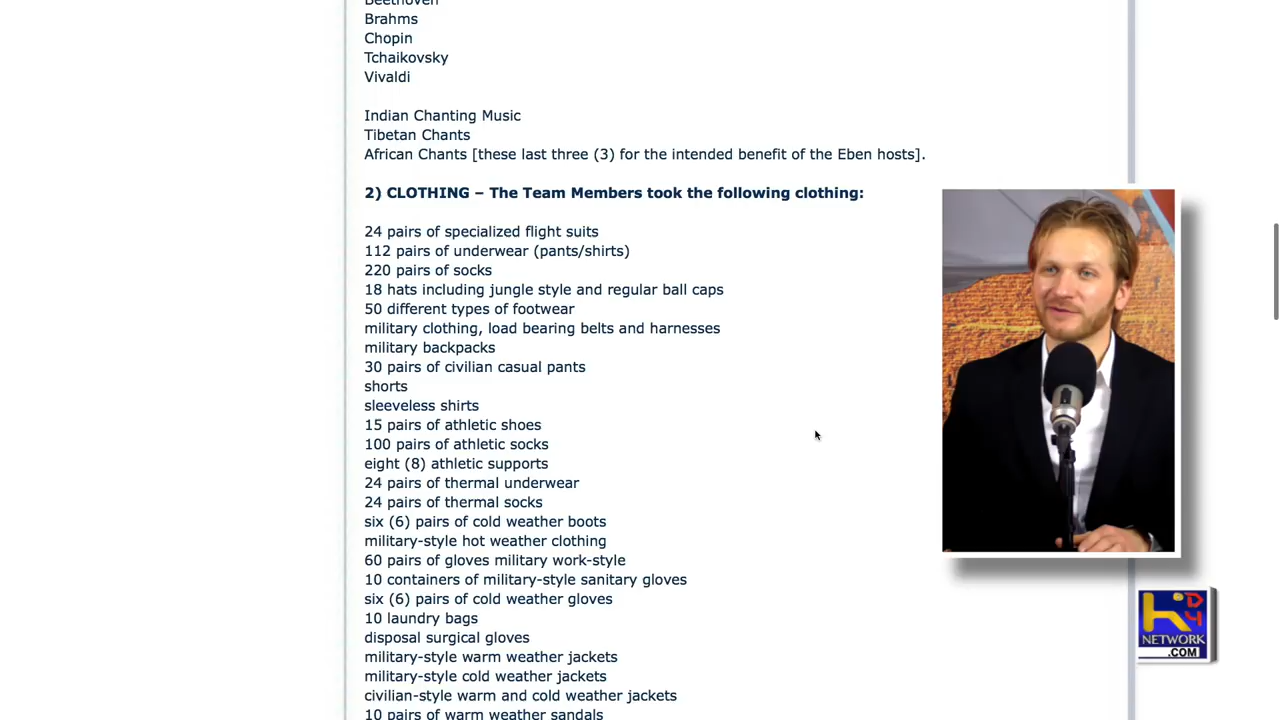 Beethoven
Brahms
Chopin
Tchaikovsky
Vivaldi
Indian Chanting Music
Tibetan Chants
African Chants [these last three (3) for the intended benefit of the Eben hosts].
2) CLOTHING – The Team Members took the following clothing:
24 pairs of specialized flight suits
112 pairs of underwear (pants/shirts)
220 pairs of socks
18 hats including jungle style and regular ball caps
50 different types of footwear
military clothing, load bearing belts and harnesses
military backpacks
30 pairs of civilian casual pants
shorts
sleeveless shirts
15 pairs of athletic shoes
100 pairs of athletic socks
eight (8) athletic supports
24 pairs of thermal underwear
24 pairs of thermal socks
six (6) pairs of cold weather boots
military-style hot weather clothing
60 pairs of gloves military work-style
10 containers of military-style sanitary gloves
six (6) pairs of cold weather gloves
10 laundry bags
disposal surgical gloves
military-style warm weather jackets
military-style cold weather jackets
civilian-style warm and cold weather jackets
10 pairs of warm weather sandals
D
4
NETWORK
.COM